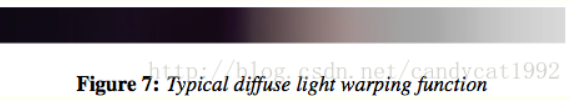 http://blog.csdn.net/candycat1992
Figure 7: Typical diffuse light warping function